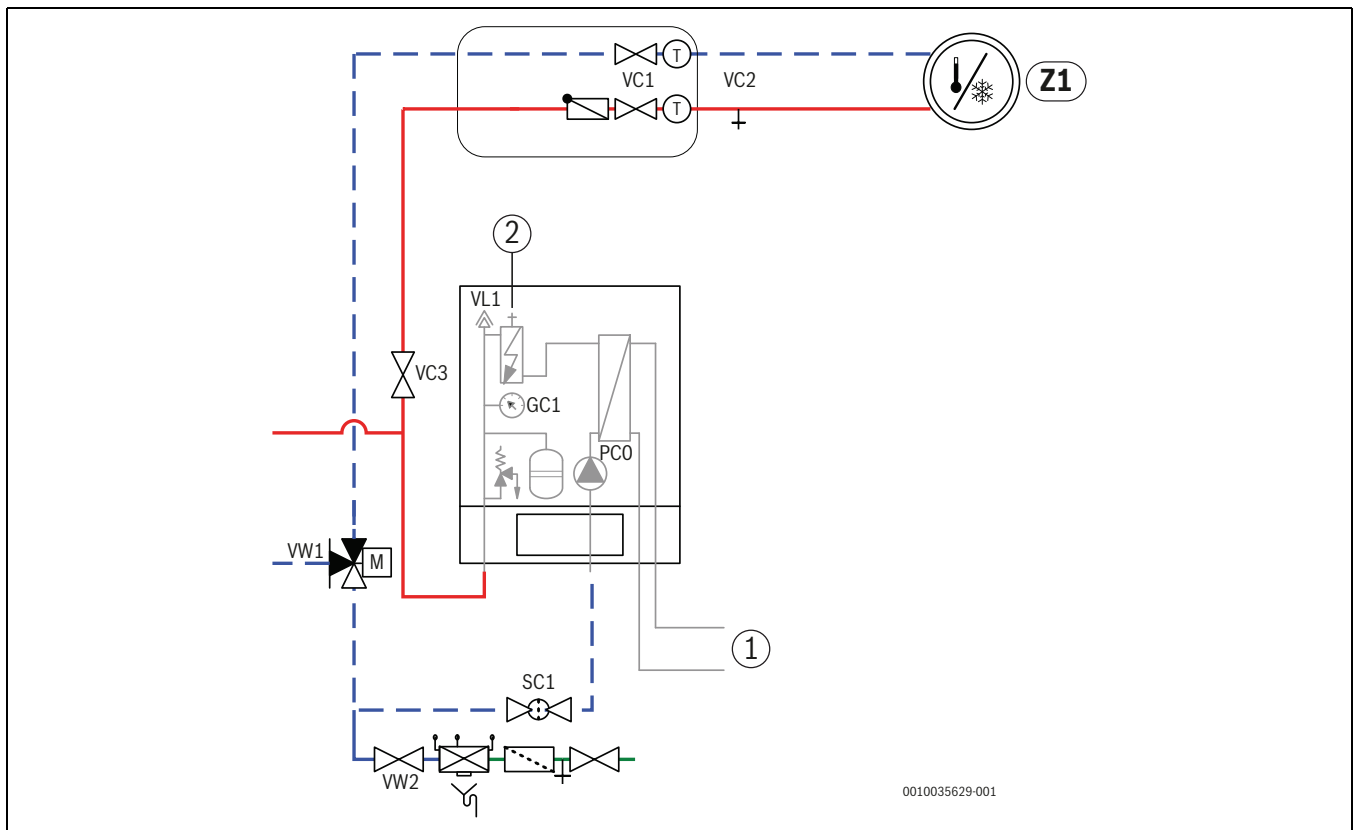 T
VC1
VC2
T
Z1
2
VL1
VC3
GC1
PC0
VW1
M
1
SC1
VW2
0010035629-001